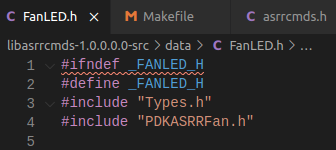 FanLED.h
M Makefile
asrrcmds.h
libasrrcmds-1.0.0.0.0-src > data > C FanLED.h > ...
1 #ifndef _FANLED_H
2 #define _FANLED_H
3 #include "Types.h"
4 #include "PDKASRRFan.h"
5